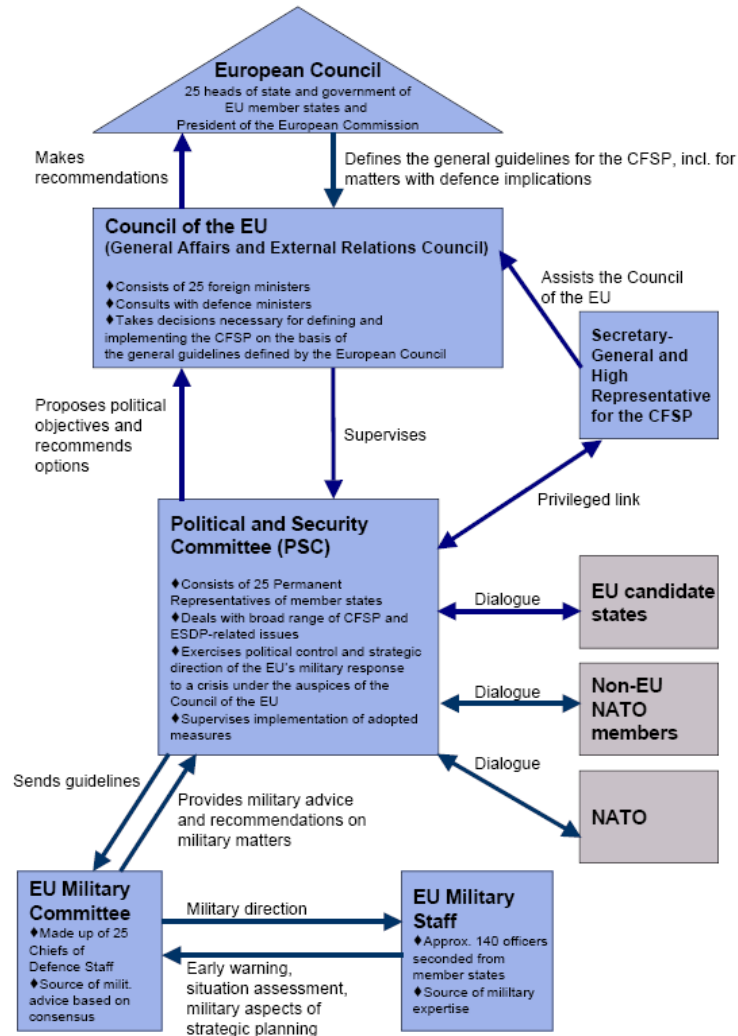 European Council
25 heads of state and government of
EU member states and
President of the European Commission
Makes
recommendations
Defines the general guidelines for the CFSP, incl. for
matters with defence implications
Council of the EU
(General Affairs and External Relations Council)
♦Consists of 25 foreign ministers
♦Consults with defence ministers
♦Takes decisions necessary for defining and
implementing the CFSP on the basis of
the general guidelines defined by the European Council
Assists the Council
of the EU
Secretary-
General and
High
Representative
for the CFSP
Proposes political
objectives and
recommends
options
Supervises
Privileged link
Political and Security
Committee (PSC)
♦Consists of 25 Permanent
Representatives of member states
♦Deals with broad range of CFSP and
ESDP-related issues
♦Exercises political control and strategic
direction of the EU's military response
to a crisis under the auspices of the
Council of the EU
♦Supervises implementation of adopted
measures
Dialogue
EU candidate
states
Dialogue
Non-EU
NATO
members
Dialogue
NATO
Sends guidelines
Provides military advice
and recommendations on
military matters
EU Military
Committee
♦Made up of 25
Chiefs of
Defence Staff
♦Source of milit.
advice based on
consensus
Military direction
Early warning,
situation assessment,
military aspects of
strategic planning
EU Military
Staff
♦Approx. 140 officers
seconded from
member states
♦Source of military
expertise